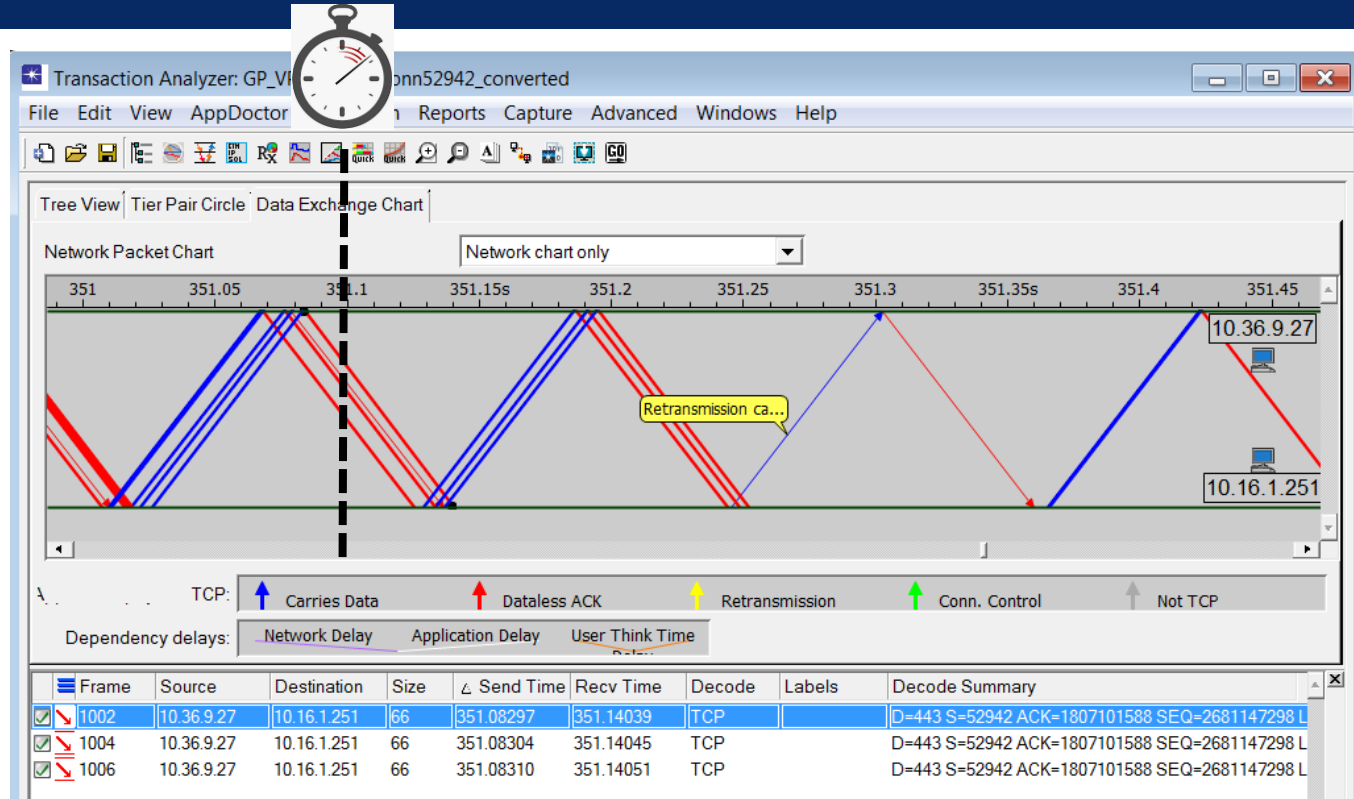 Transaction Analyzer: GP_V onn52942_converted
File Edit View AppDoctor n Reports Capture Advanced Windows Help
QUICK QUICK A GO
Tree View Tier Pair Circle Data Exchange Chart
Network Packet Chart Network chart only
351 351.05 351.1 351.15s 351.2 351.25 351.3 351.35s 351.4 351.45
10.36.9.27
Retransmission ca...
10.16.1.251
TCP: Carries Data Dataless ACK Retransmission Conn. Control Not TCP
Dependency delays: Network Delay Application Delay User Think Time
Frame Source Destination Size Send Time Recv Time Decode Labels Decode Summary
1002 10.36.9.27 10.16.1.251 66 351.08297 351.14039 TCP D=443 S=52942 ACK=1807101588 SEQ=2681147298 L
1004 10.36.9.27 10.16.1.251 66 351.08304 351.14045 TCP D=443 S=52942 ACK=1807101588 SEQ=2681147298 L
1006 10.36.9.27 10.16.1.251 66 351.08310 351.14051 TCP D=443 S=52942 ACK=1807101588 SEQ=2681147298 L